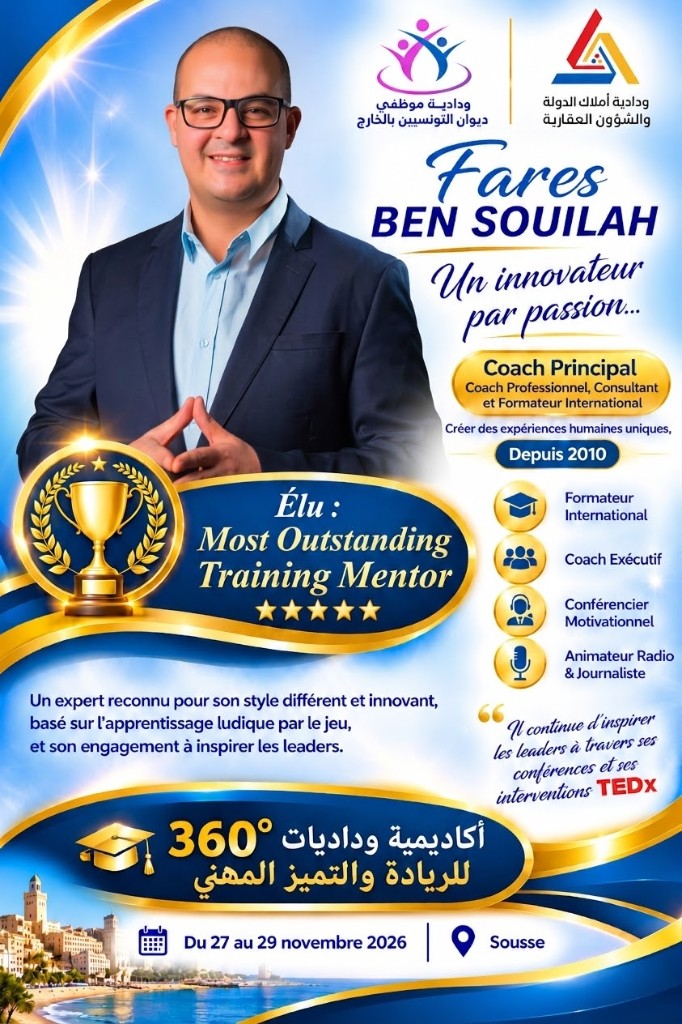 ودادية موظفي
ديوان التونسيين بالخارج
ودادية أملاك الدولة
والشؤون العقارية
Fares
BEN SOUILAH
Un innovateur
par passion...
Coach Principal
Coach Professionnel, Consultant
et Formateur International
Créer des expériences humaines uniques,
Depuis 2010
Formateur
International
Coach Exécutif
Conférencier
Motivationnel
Animateur Radio
& Journaliste
Élu :
Most Outstanding
Training Mentor
Un expert reconnu pour son style différent et innovant,
basé sur l'apprentissage ludique par le jeu,
et son engagement à inspirer les leaders.
“ Il continue d'inspirer
les leaders à travers ses
conférences et ses
interventions TEDx
أكاديمية وداديات 360°
للريادة والتميز المهني
Du 27 au 29 novembre 2026
Sousse